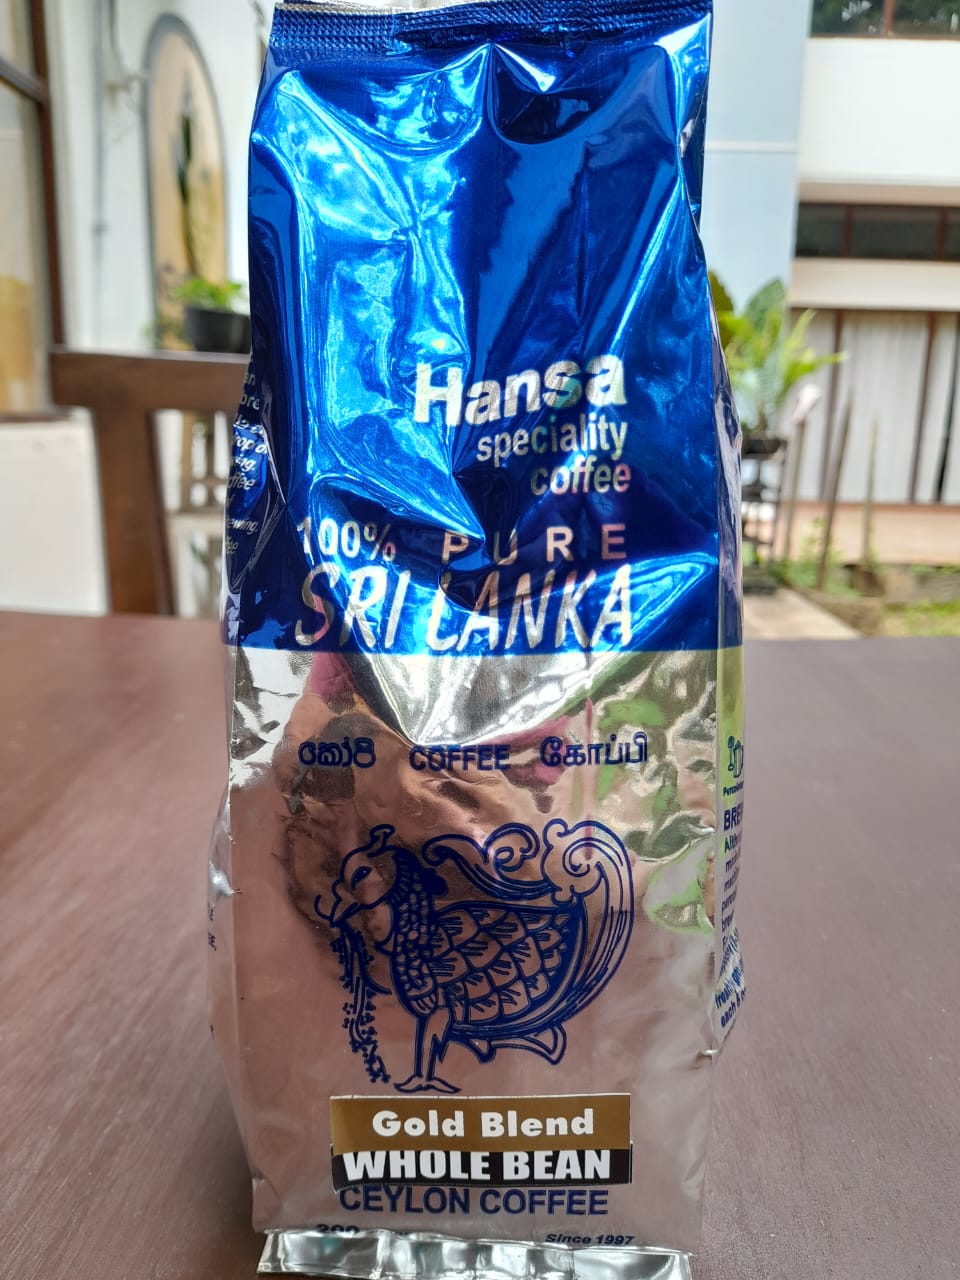 Hansa
speciality
coffee
100% PURE
SRI LANKA
කෝපි COFFEE கோப்பி
Gold Blend
WHOLE BEAN
CEYLON COFFEE
Since 1997